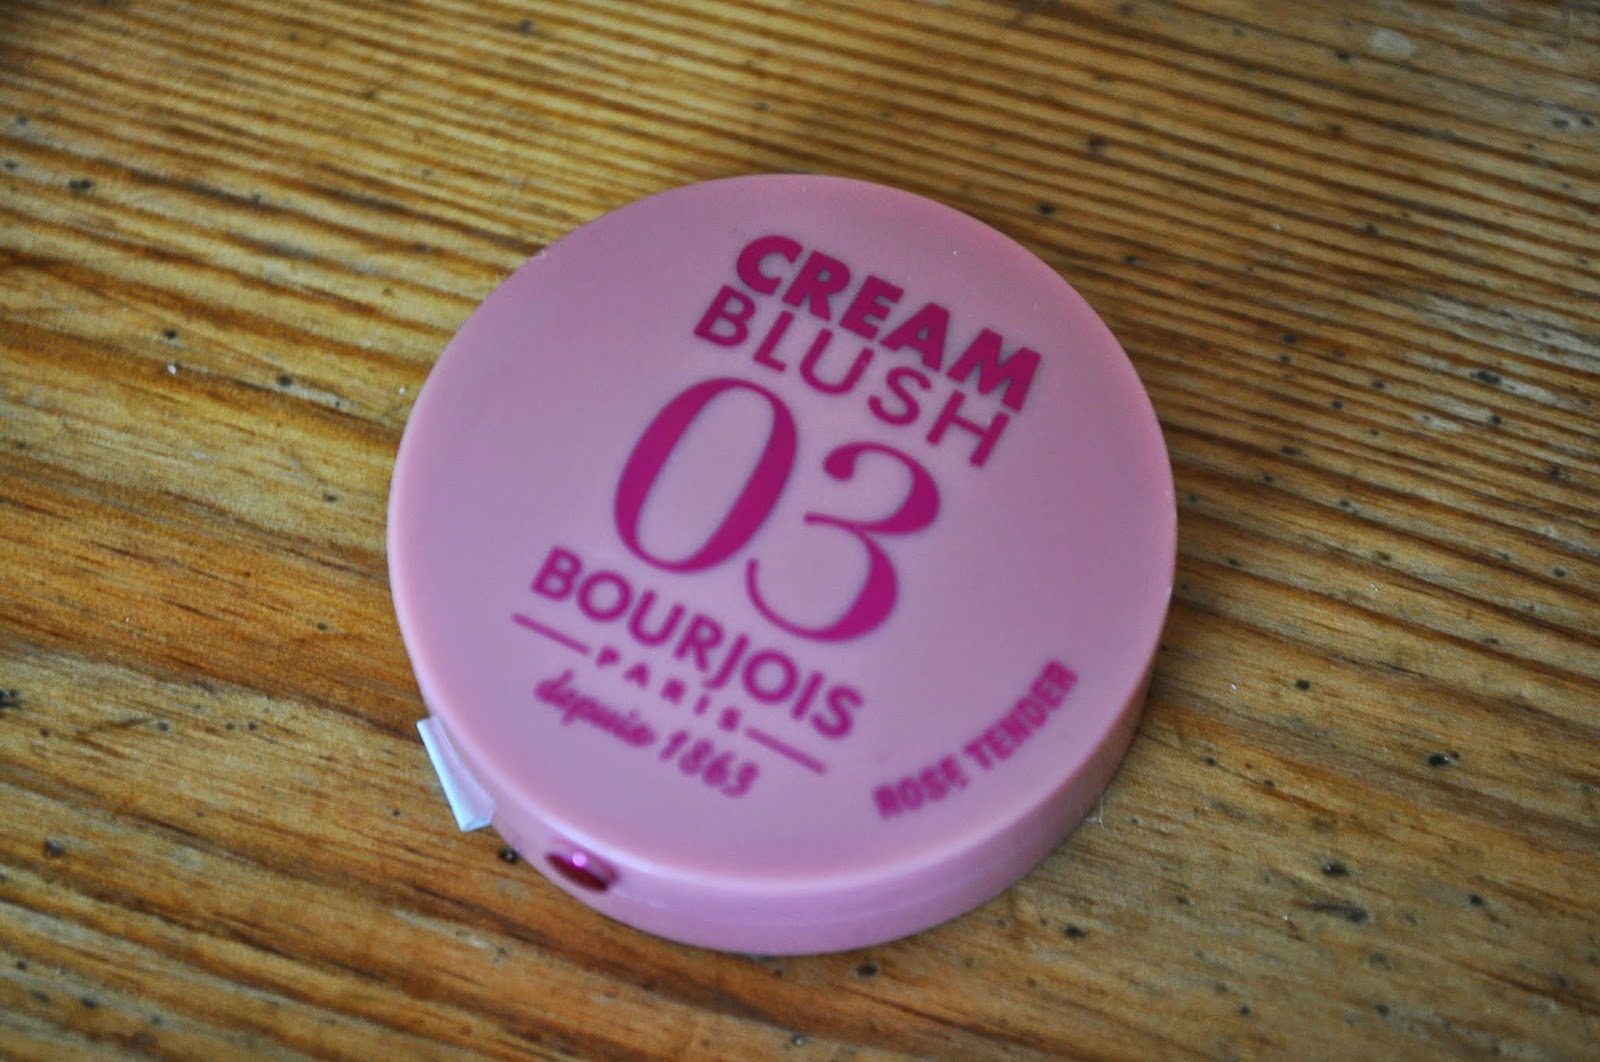 CREAM
BLUSH
03
BOURJOIS
PARIS
depuis 1863
ROSE TENDER